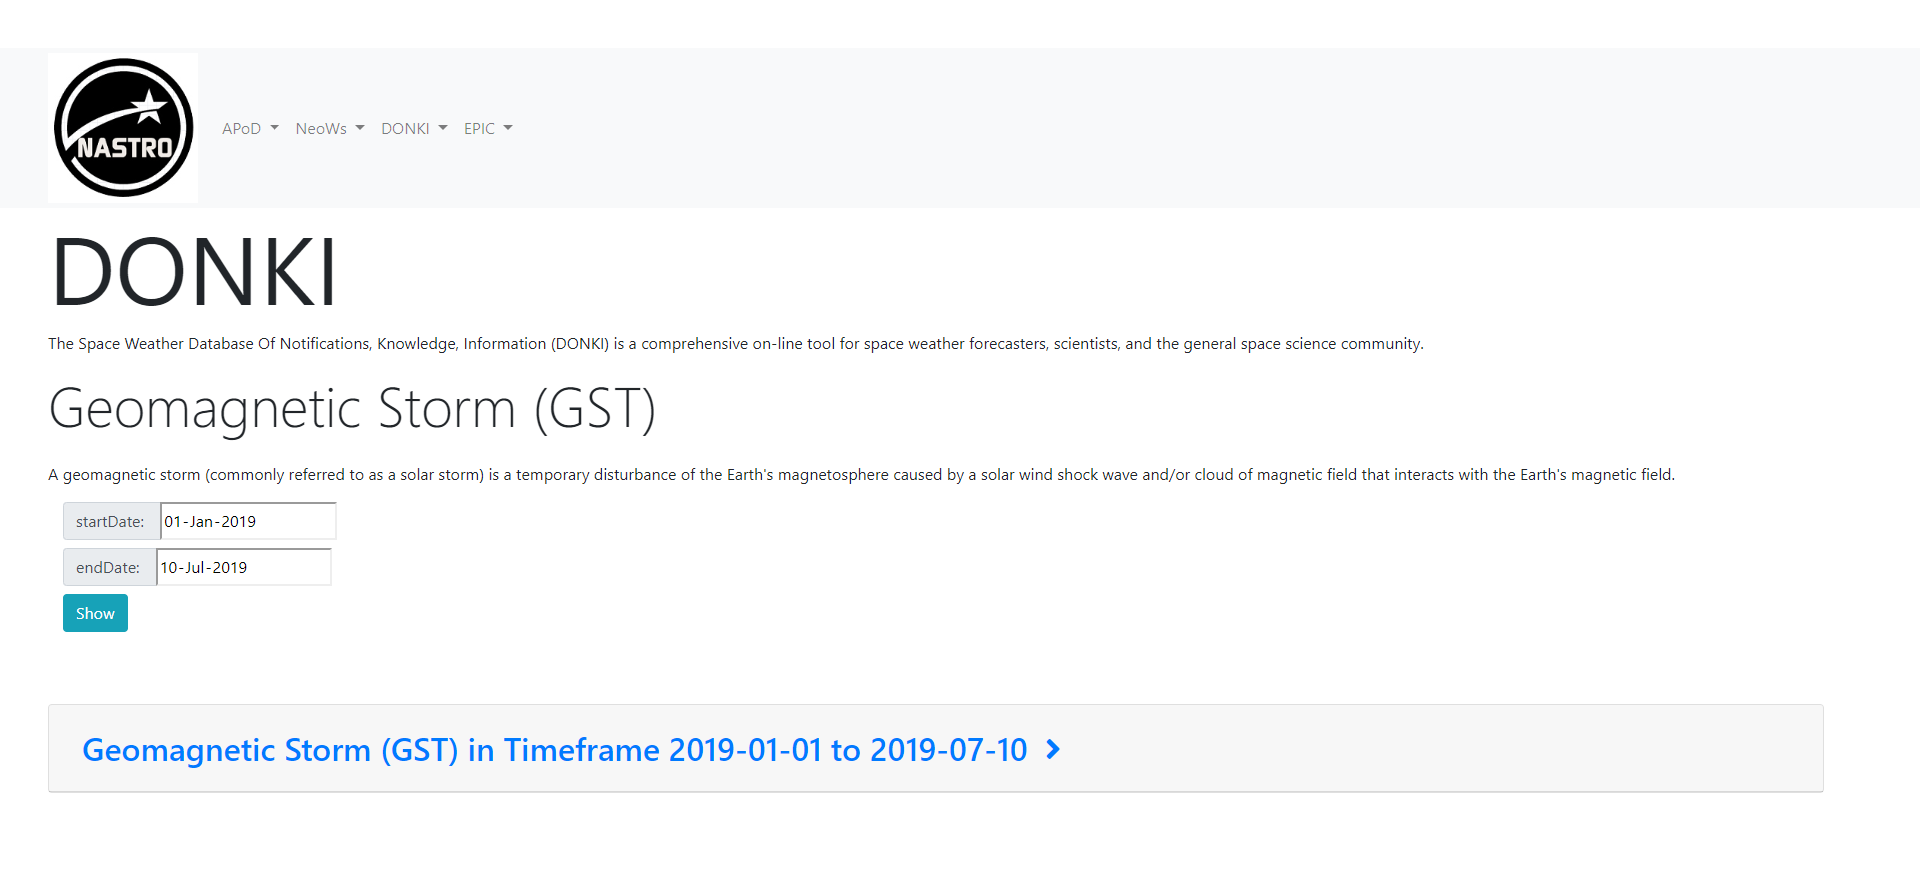 NASTRO
APoD NeoWs DONKI EPIC
DONKI
The Space Weather Database Of Notifications, Knowledge, Information (DONKI) is a comprehensive on-line tool for space weather forecasters, scientists, and the general space science community.
Geomagnetic Storm (GST)
A geomagnetic storm (commonly referred to as a solar storm) is a temporary disturbance of the Earth's magnetosphere caused by a solar wind shock wave and/or cloud of magnetic field that interacts with the Earth's magnetic field.
startDate: 01-Jan-2019
endDate: 10-Jul-2019
Show
Geomagnetic Storm (GST) in Timeframe 2019-01-01 to 2019-07-10